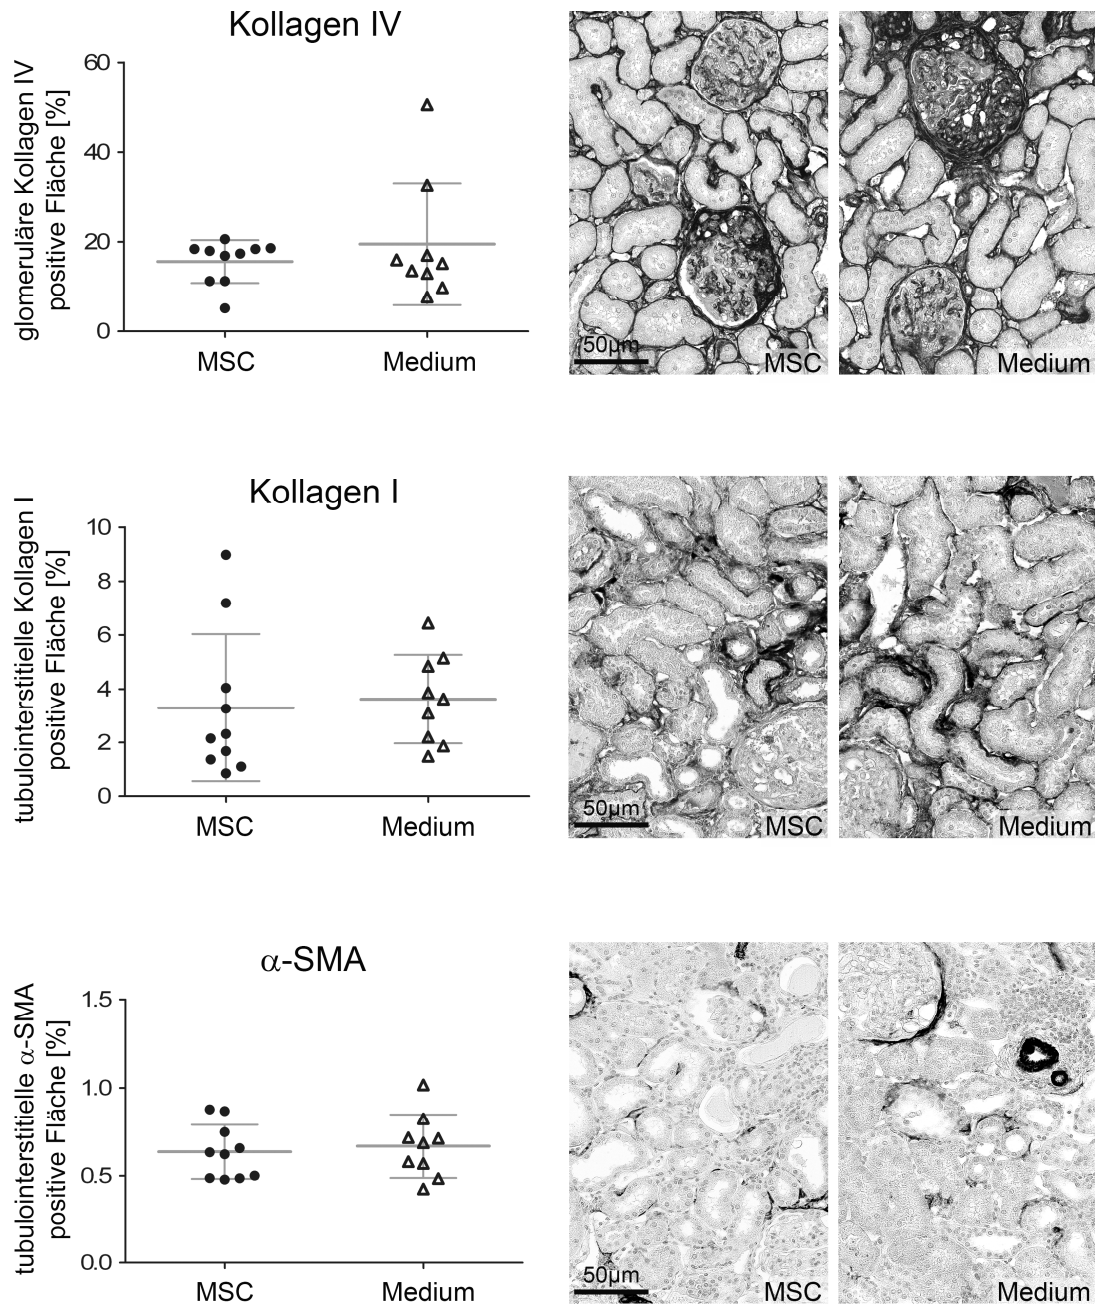 Kollagen IV
glomeruläre Kollagen IV
positive Fläche [%]
60
40
20
0
MSC
Medium
50µm
MSC
Medium
Kollagen I
tubulointerstitielle Kollagen I
positive Fläche [%]
10
8
6
4
2
0
MSC
Medium
50µm
MSC
Medium
α-SMA
tubulointerstitielle α-SMA
positive Fläche [%]
1.5
1.0
0.5
0.0
MSC
Medium
50µm
MSC
Medium